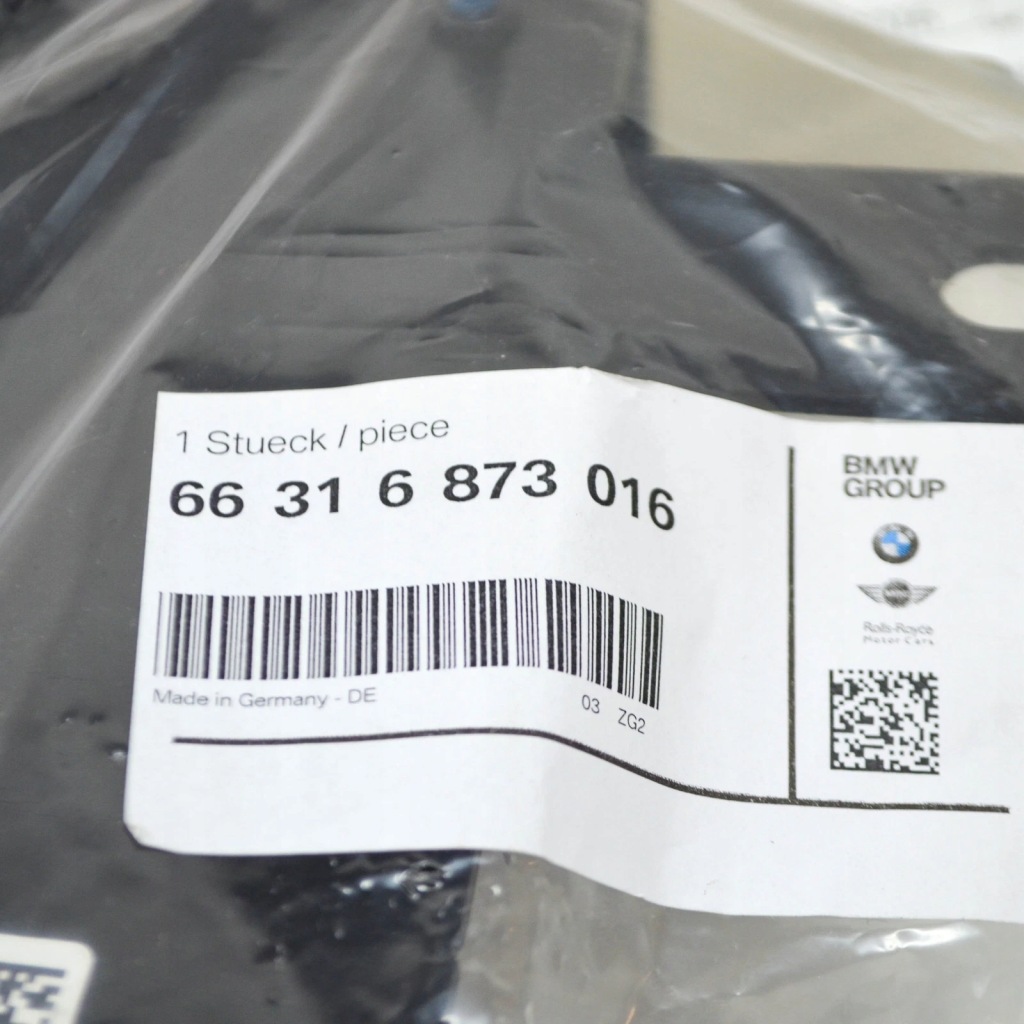 1 Stueck / piece
66 31 6 873 016
Made in Germany - DE
03 ZG2
BMW
GROUP
Rolls-Royce
Motor Cars